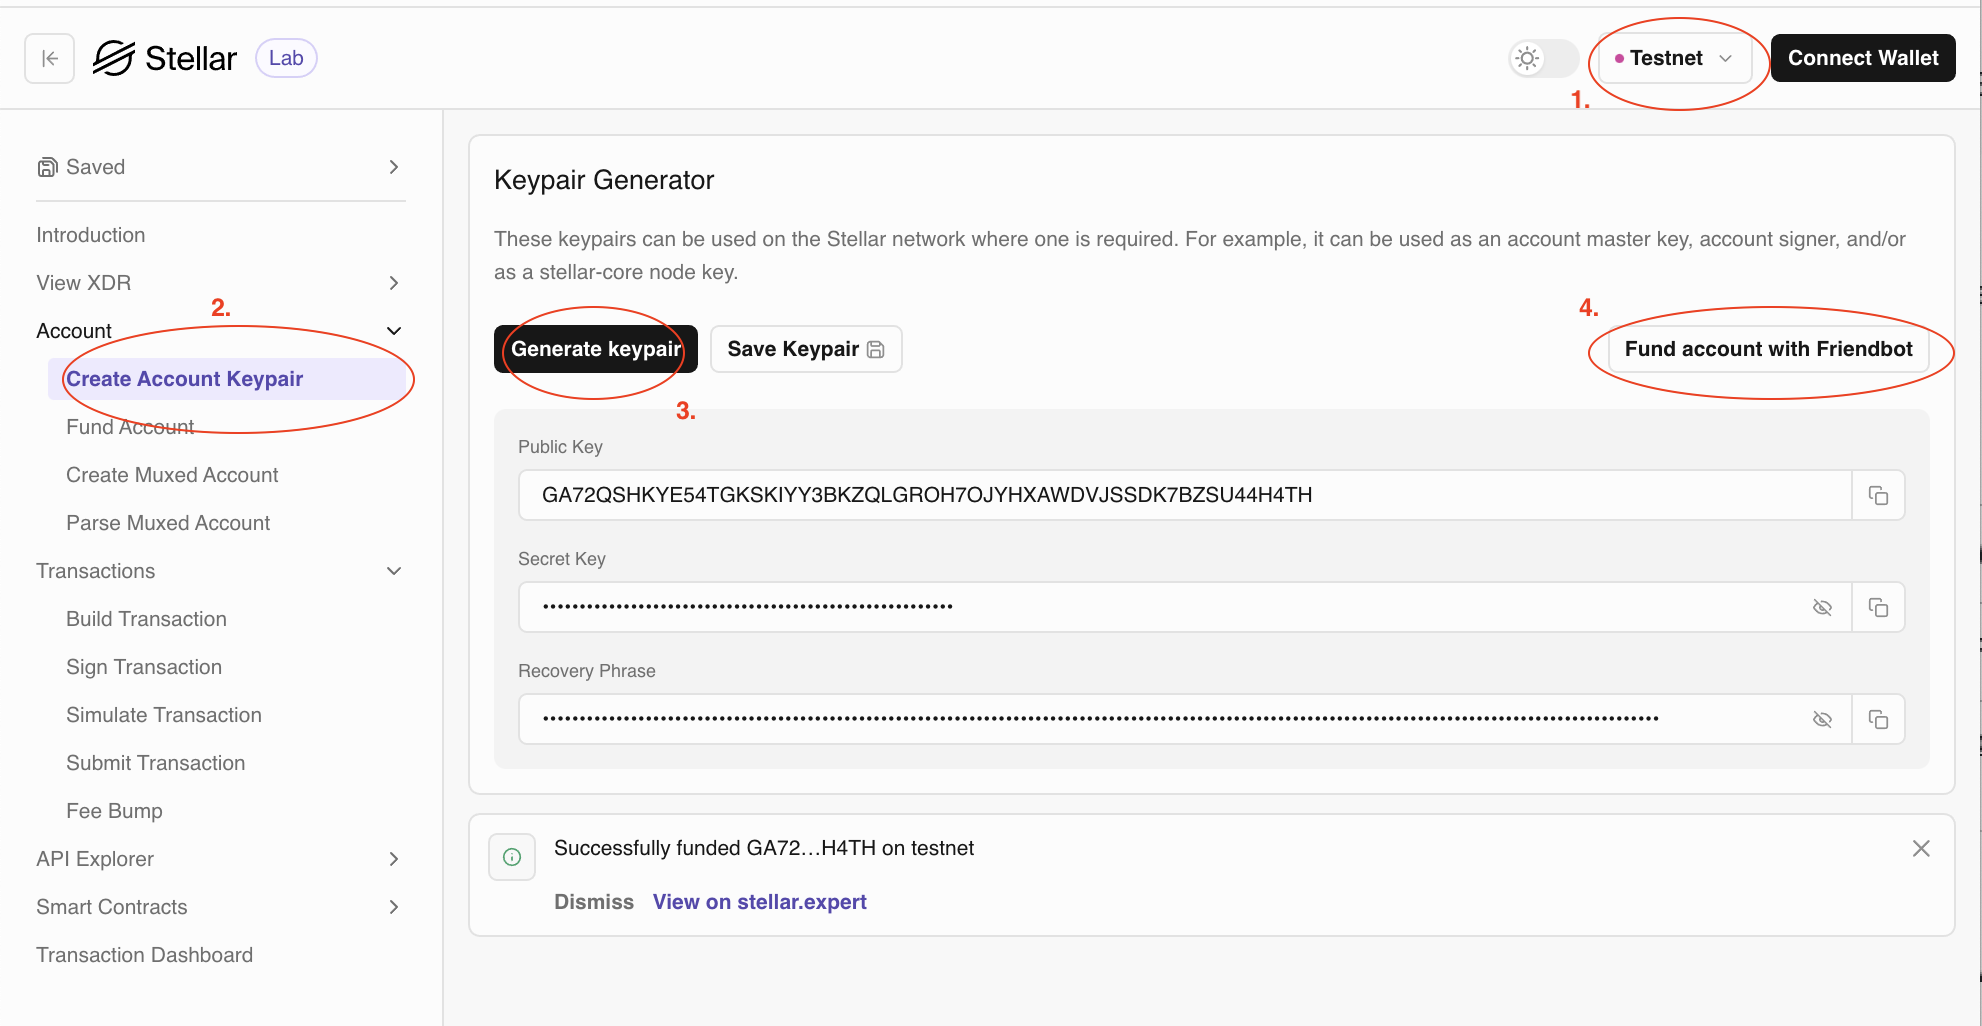 Stellar Lab
Testnet
Connect Wallet
1.
Saved
Introduction
View XDR
2.
Account
Create Account Keypair
Fund Account
Create Muxed Account
Parse Muxed Account
Transactions
Build Transaction
Sign Transaction
Simulate Transaction
Submit Transaction
Fee Bump
API Explorer
Smart Contracts
Transaction Dashboard
Keypair Generator
These keypairs can be used on the Stellar network where one is required. For example, it can be used as an account master key, account signer, and/or
as a stellar-core node key.
Generate keypair
Save Keypair
3.
4.
Fund account with Friendbot
Public Key
GA72QSHKYE54TGKSKIYY3BKZQLGROH7OJYHXAWDVJSSDK7BZSU44H4TH
Secret Key
Recovery Phrase
Successfully funded GA72...H4TH on testnet
Dismiss View on stellar.expert